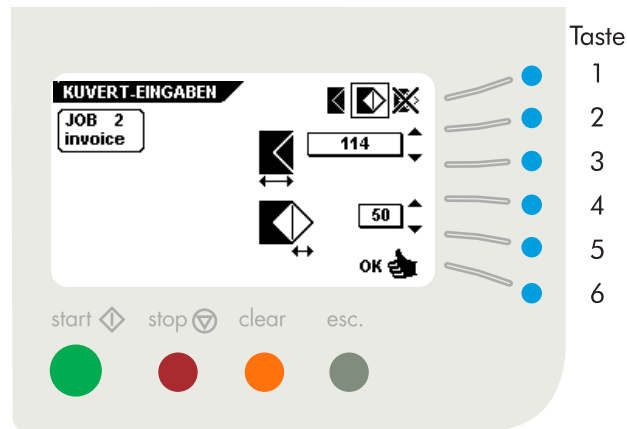 Taste
KUVERT-EINGABEN
1
JOB 2
invoice
2
114
3
4
50
5
OK
6
start stop clear esc.